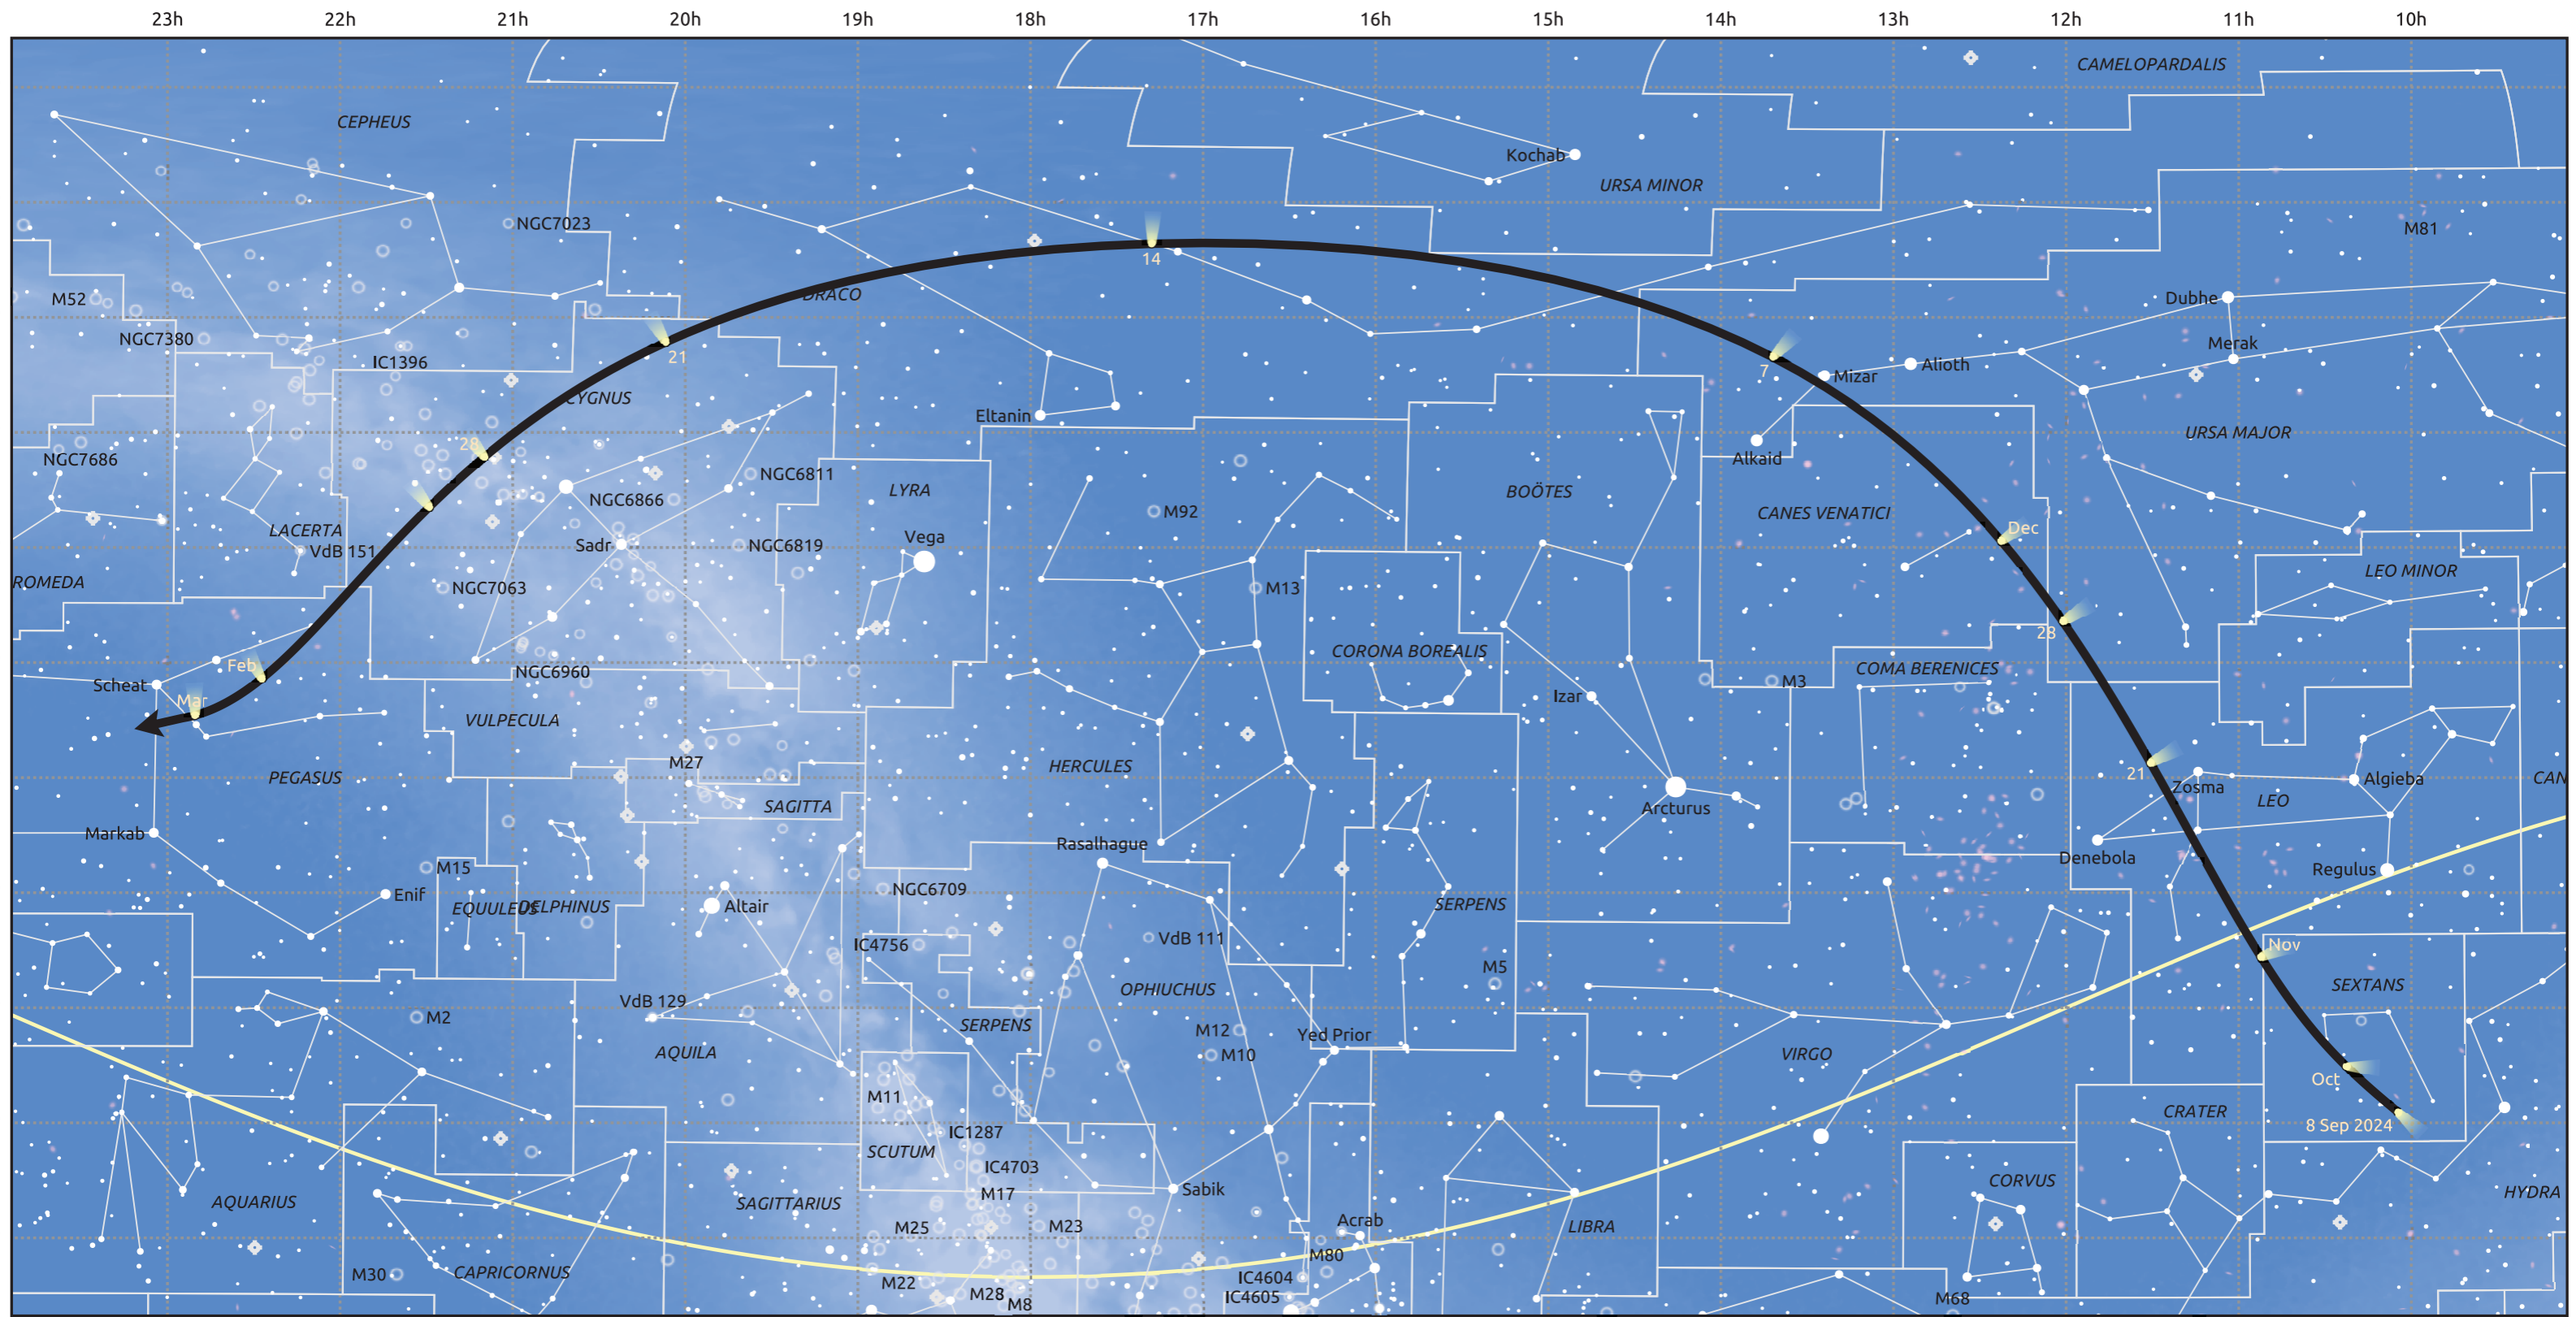 23h 22h 21h 20h 19h 18h 17h 16h 15h 14h 13h 12h 11h 10h
CAMELOPARDALIS
CEPHEUS
Kochab
URSA MINOR
NGC7023
M81
14
M52
DRACO
Dubhe
NGC7380
Merak
IC1396
21
7
Mizar
Alioth
CYGNUS
Eltanin
28
URSA MAJOR
NGC7686
Alkaid
NGC6811
LYRA
BOÖTES
NGC6866
M92
CANES VENATICI
LACERTA
Dec
VdB 151
Sadr
NGC6819
Vega
LEO MINOR
ROMEDA
NGC7063
M13
28
CORONA BOREALIS
Feb
NGC6960
COMA BERENICES
Scheat
M3
Mar
Izar
VULPECULA
M27
HERCULES
PEGASUS
21
Zosma
Algieba
CAN
SAGITTA
LEO
Arcturus
Markab
Rasalhague
Denebola
M15
Regulus
Enif
NGC6709
EQUULEUS
DELPHINUS
Altair
SERPENS
IC4756
VdB 111
Nov
M5
OPHIUCHUS
SEXTANS
VdB 129
M2
SERPENS
M12
Yed Prior
AQUILA
M10
VIRGO
Oct
M11
CRATER
8 Sep 2024
IC1287
SCUTUM
IC4703
CORVUS
M17
Sabik
HYDRA
AQUARIUS
SAGITTARIUS
M25
M23
Acrab
LIBRA
M80
M30
CAPRICORNUS
M22
IC4604
M28
IC4605
M8
M68